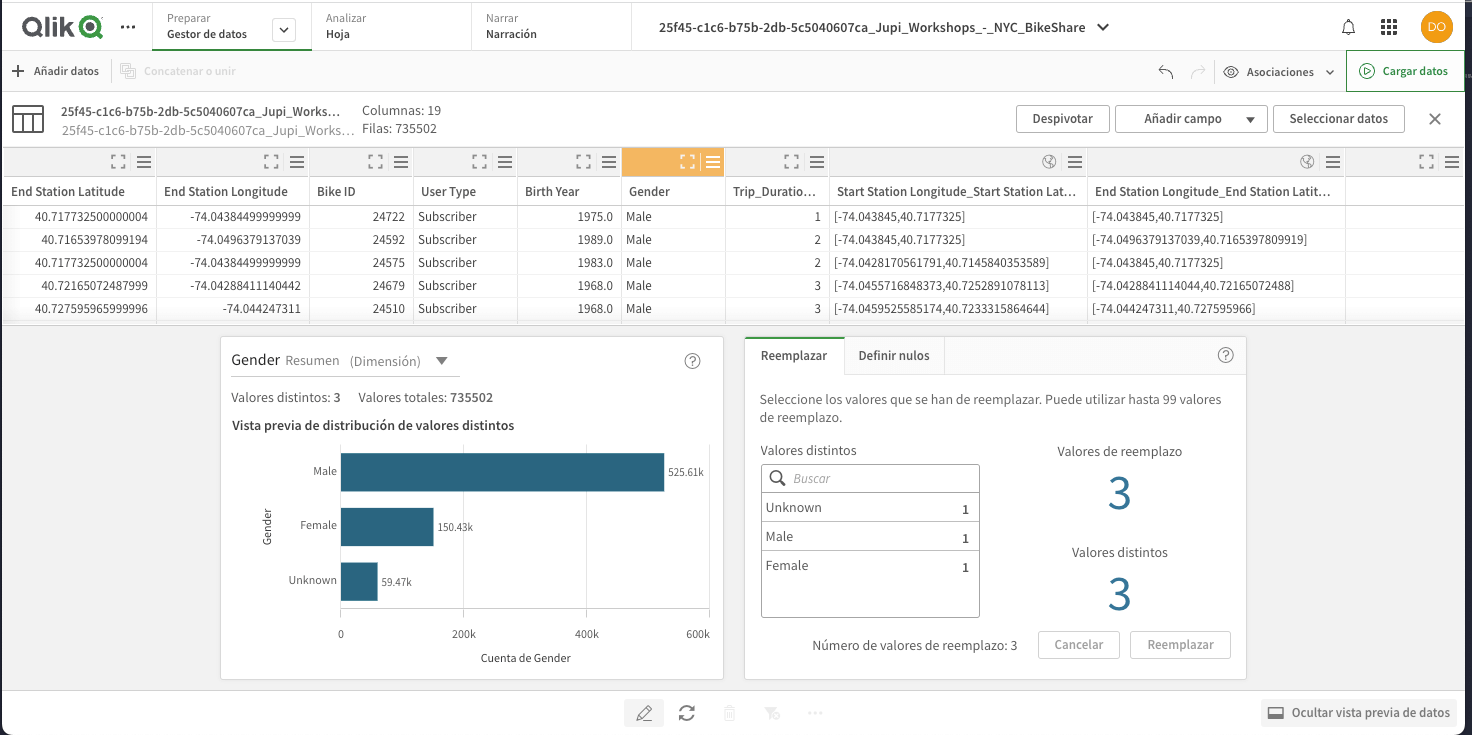 Qlik
Preparar
Gestor de datos
Analizar
Hoja
Narrar
Narración
25f45-c1c6-b75b-2db-5c5040607ca_Jupi_Workshops_-_NYC_BikeShare
DO
Añadir datos
Concatenar o unir
Asociaciones
Cargar datos
25f45-c1c6-b75b-2db-5c5040607ca_Jupi_Works...
25f45-c1c6-b75b-2db-5c5040607ca_Jupi_Works...
Columnas: 19
Filas: 735502
Despivotar
Añadir campo
Seleccionar datos
End Station Latitude End Station Longitude Bike ID User Type Birth Year Gender Trip_Duratio... Start Station Longitude_Start Station Lat... End Station Longitude_End Station Latit...
40.717732500000004 -74.04384499999999 24722 Subscriber 1975.0 Male 1 [-74.043845,40.7177325] [-74.043845,40.7177325]
40.71653978099194 -74.0496379137039 24592 Subscriber 1989.0 Male 2 [-74.043845,40.7177325] [-74.0496379137039,40.7165397809919]
40.717732500000004 -74.04384499999999 24575 Subscriber 1983.0 Male 2 [-74.0428170561791,40.7145840353589] [-74.043845,40.7177325]
40.72165072487999 -74.04288411140442 24679 Subscriber 1968.0 Male 3 [-74.0455716848373,40.7252891078113] [-74.0428841114044,40.72165072488]
40.727595965999996 -74.044247311 24510 Subscriber 1968.0 Male 3 [-74.0459525585174,40.7233315864644] [-74.044247311,40.727595966]
Gender Resumen (Dimensión)
Valores distintos: 3 Valores totales: 735502
Vista previa de distribución de valores distintos
Gender
Male 525.61k
Female 150.43k
Unknown 59.47k
0 200k 400k 600k
Cuenta de Gender
Reemplazar
Definir nulos
Seleccione los valores que se han de reemplazar. Puede utilizar hasta 99 valores
de reemplazo.
Valores distintos
Buscar
Unknown 1
Male 1
Female 1
Valores de reemplazo
3
Valores distintos
3
Número de valores de reemplazo: 3
Cancelar
Reemplazar
Ocultar vista previa de datos